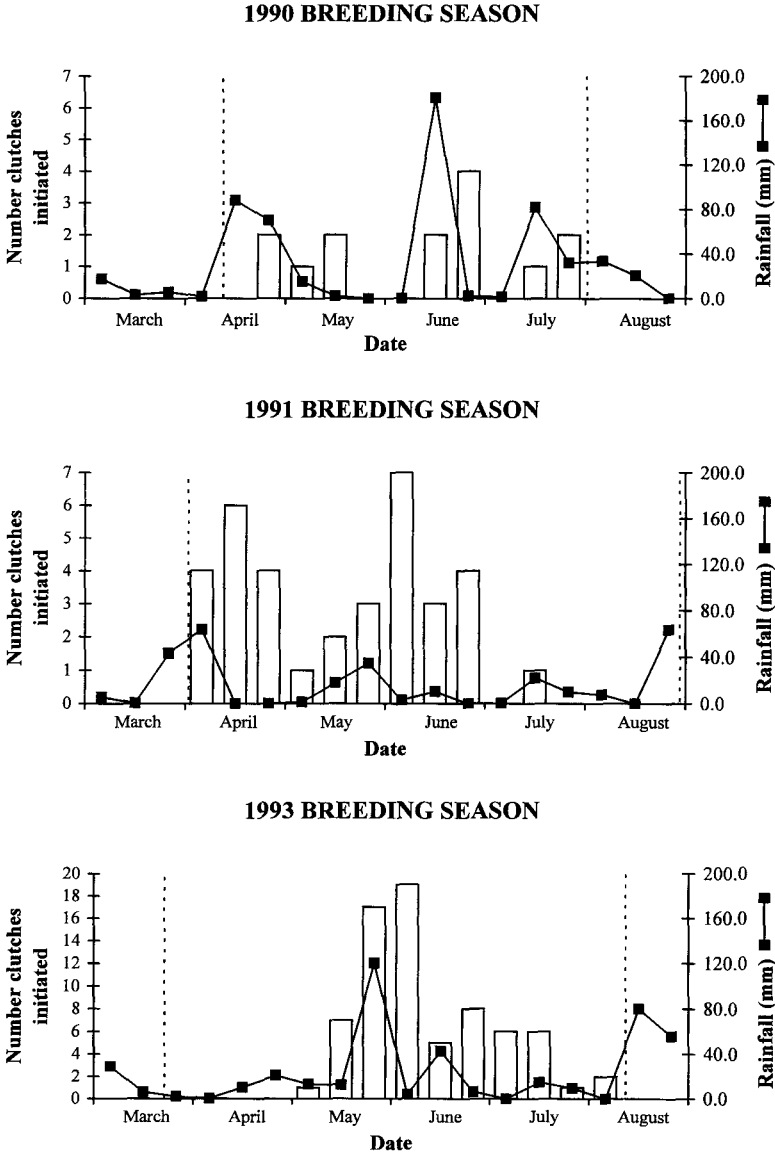 1990 BREEDING SEASON
Number clutches
initiated
7
6
5
4
3
2
1
0
200.0
160.0
120.0
80.0
40.0
0.0
Rainfall (mm)
March April May June July August
Date
1991 BREEDING SEASON
Number clutches
initiated
7
6
5
4
3
2
1
0
200.0
160.0
120.0
80.0
40.0
0.0
Rainfall (mm)
March April May June July August
Date
1993 BREEDING SEASON
Number clutches
initiated
20
18
16
14
12
10
8
6
4
2
0
200.0
160.0
120.0
80.0
40.0
0.0
Rainfall (mm)
March April May June July August
Date